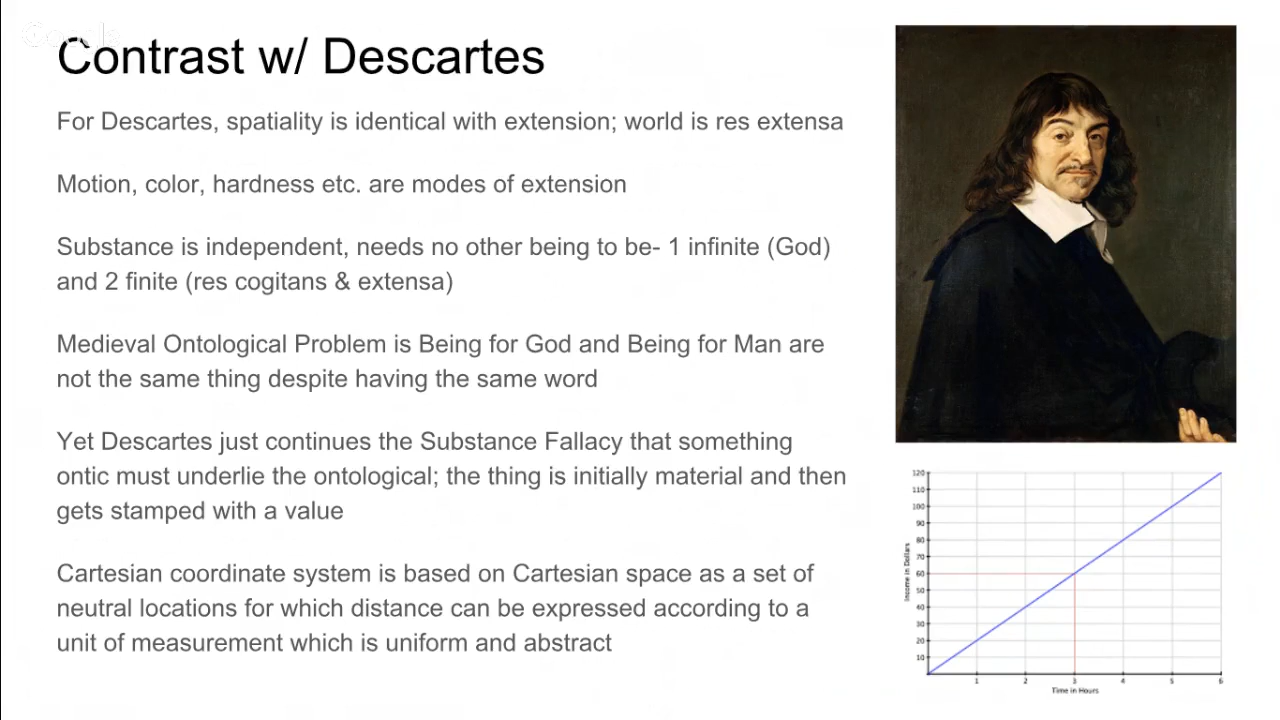 Contrast w/ Descartes
For Descartes, spatiality is identical with extension; world is res extensa
Motion, color, hardness etc. are modes of extension
Substance is independent, needs no other being to be- 1 infinite (God)
and 2 finite (res cogitans & extensa)
Medieval Ontological Problem is Being for God and Being for Man are
not the same thing despite having the same word
Yet Descartes just continues the Substance Fallacy that something
ontic must underlie the ontological; the thing is initially material and then
gets stamped with a value
Cartesian coordinate system is based on Cartesian space as a set of
neutral locations for which distance can be expressed according to a
unit of measurement which is uniform and abstract
120
110
100
90
80
70
60
50
40
30
20
10
Income in Dollars
1 2 3 4 5 6
Time in Hours